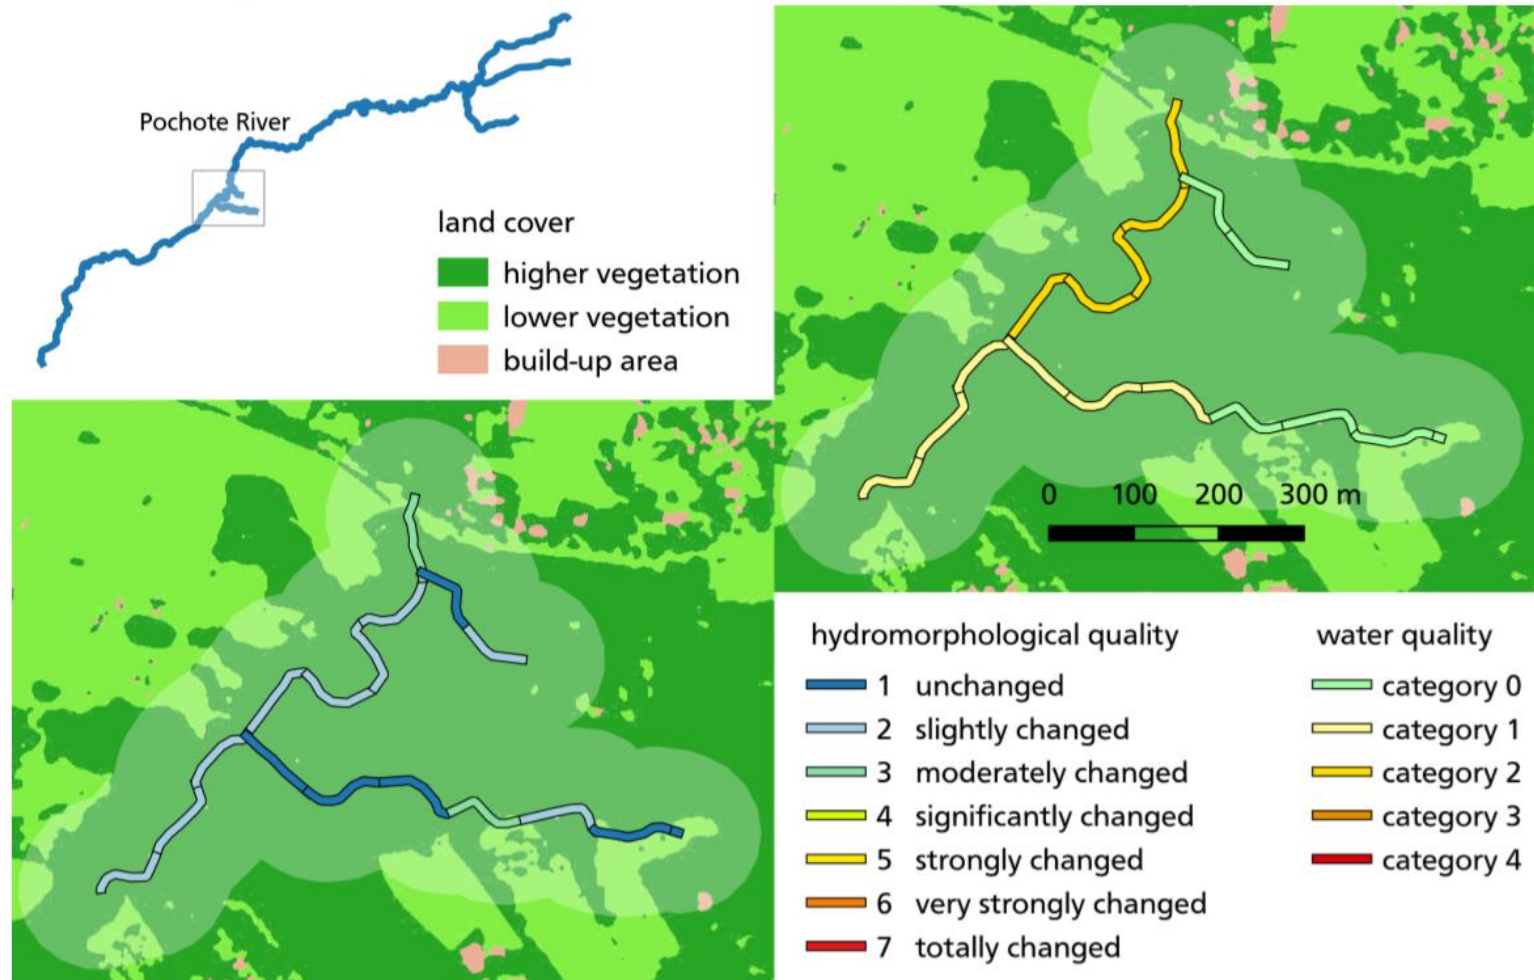 Pochote River
land cover
higher vegetation
lower vegetation
build-up area
0 100 200 300 m
hydromorphological quality
1 unchanged
2 slightly changed
3 moderately changed
4 significantly changed
5 strongly changed
6 very strongly changed
7 totally changed
water quality
category 0
category 1
category 2
category 3
category 4